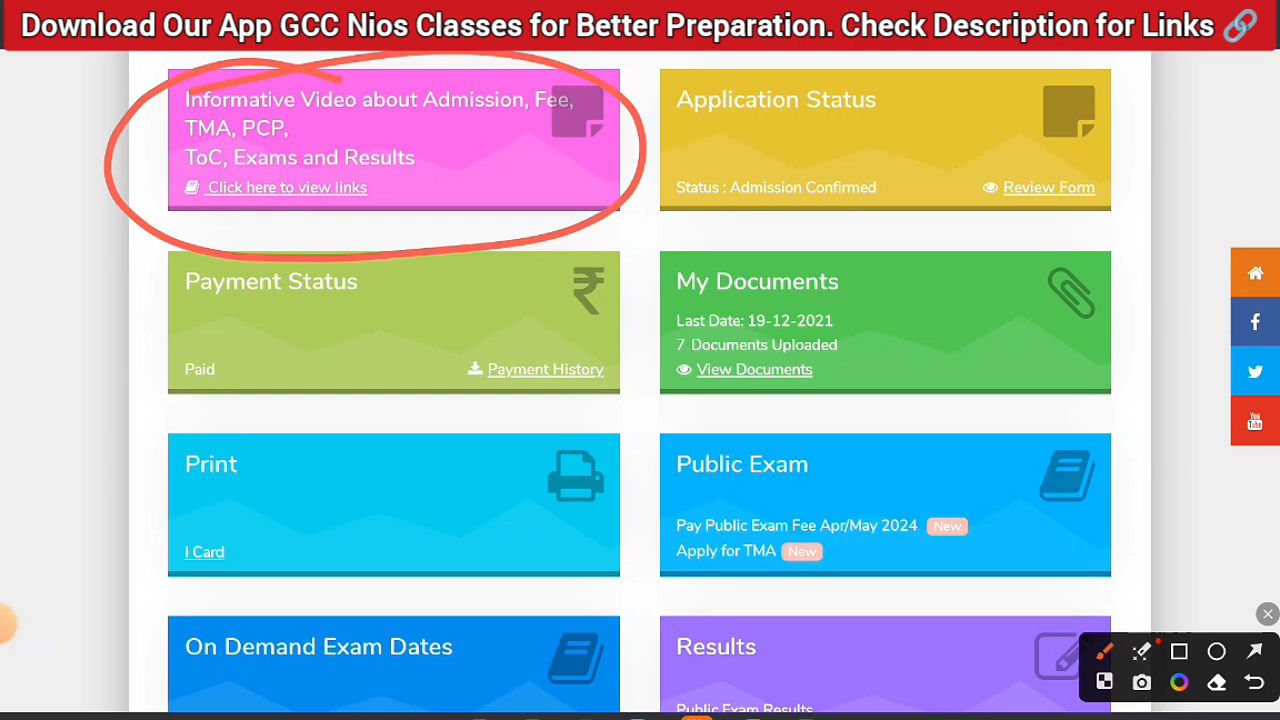 Download Our App GCC Nios Classes for Better Preparation. Check Description for Links
Informative Video about Admission, Fee,
TMA, PCP,
ToC, Exams and Results
Click here to view links
Application Status
Status : Admission Confirmed
Review Form
Payment Status
Paid
Payment History
My Documents
Last Date: 19-12-2021
7 Documents Uploaded
View Documents
Print
I Card
Public Exam
Pay Public Exam Fee Apr/May 2024 New
Apply for TMA New
On Demand Exam Dates
Results
Public Exam Results
You
Tube